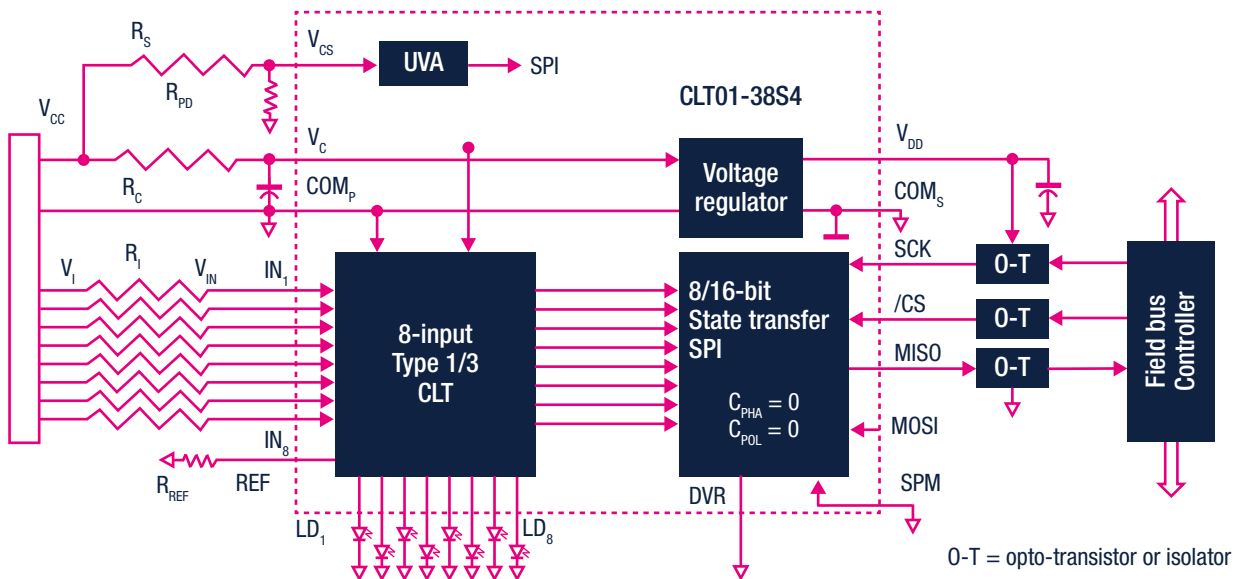 R_S
V_CS
UVA
SPI
R_PD
CLT01-38S4
V_CC
V_C
V_DD
Voltage
regulator
R_C
COM_P
COM_S
SCK
O-T
V_I
R_I
V_IN
IN_1
8-input
Type 1/3
CLT
8/16-bit
State transfer
SPI
C_PHA = 0
C_POL = 0
/CS
O-T
MISO
O-T
Field bus
Controller
MOSI
IN_8
R_REF
REF
DVR
SPM
LD_1
LD_8
O-T = opto-transistor or isolator